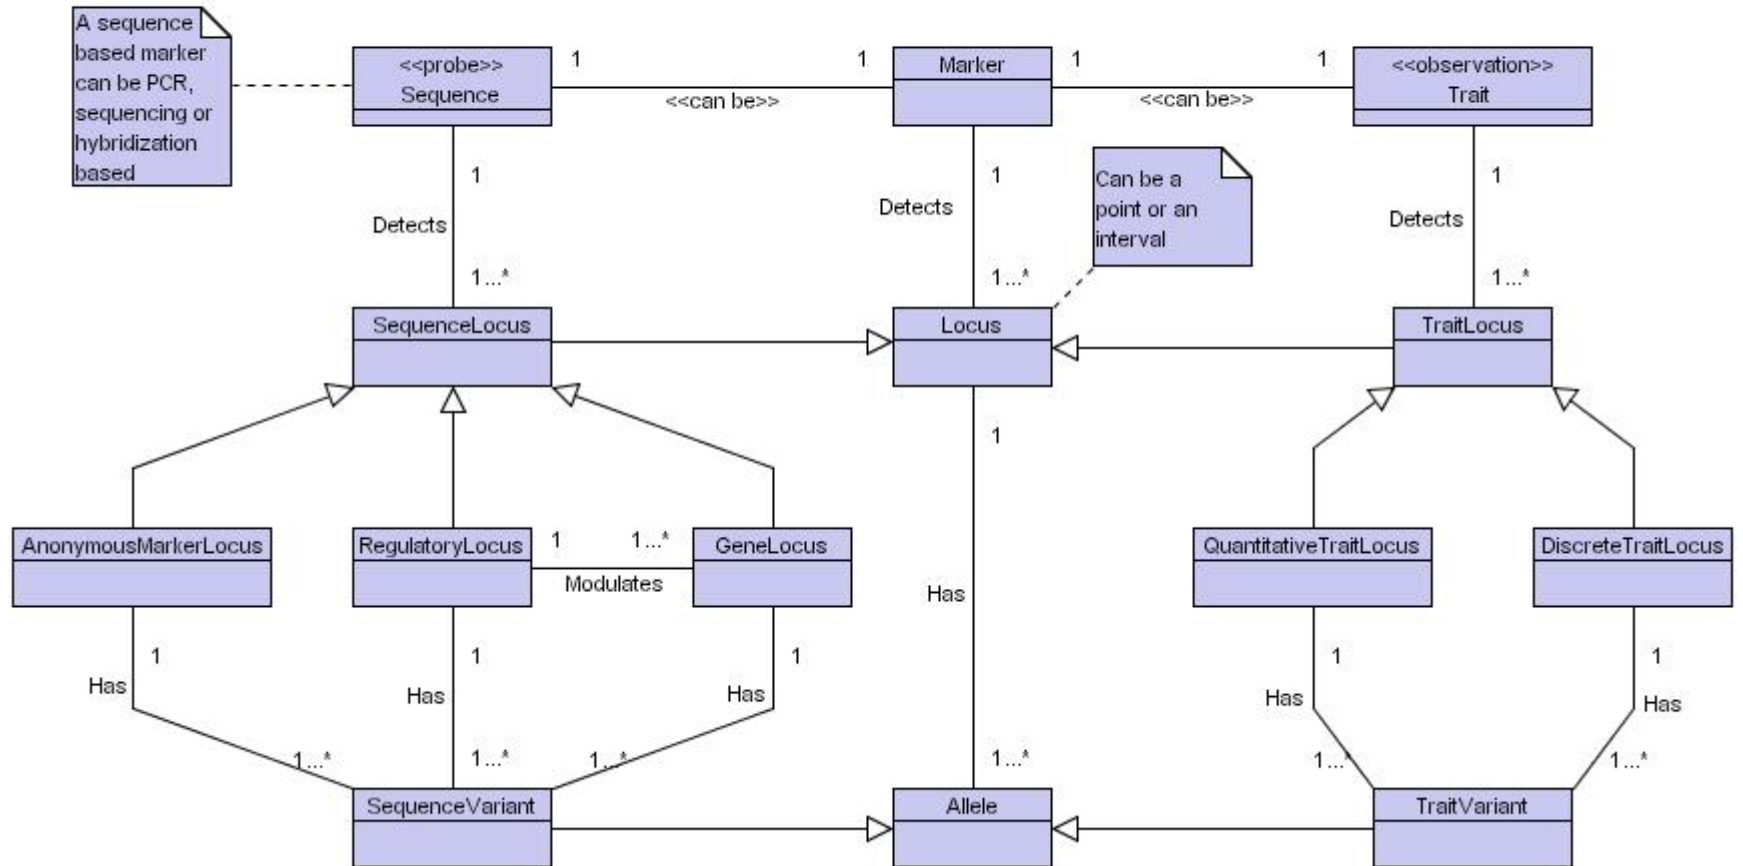 A sequence
based marker
can be PCR,
sequencing or
hybridization
based
<<probe>>
Sequence
1
1
<<can be>>
Marker
1
1
<<can be>>
<<observation>>
Trait
1
Detects
1...*
1
Detects
1...*
Can be a
point or an
interval
1
Detects
1...*
SequenceLocus
Locus
TraitLocus
1
AnonymousMarkerLocus
RegulatoryLocus
1
1...*
Modulates
GeneLocus
Has
QuantitativeTraitLocus
DiscreteTraitLocus
1
Has
1...*
1
Has
1...*
1
Has
1...*
1...*
1
Has
1...*
1
Has
1...*
SequenceVariant
Allele
TraitVariant